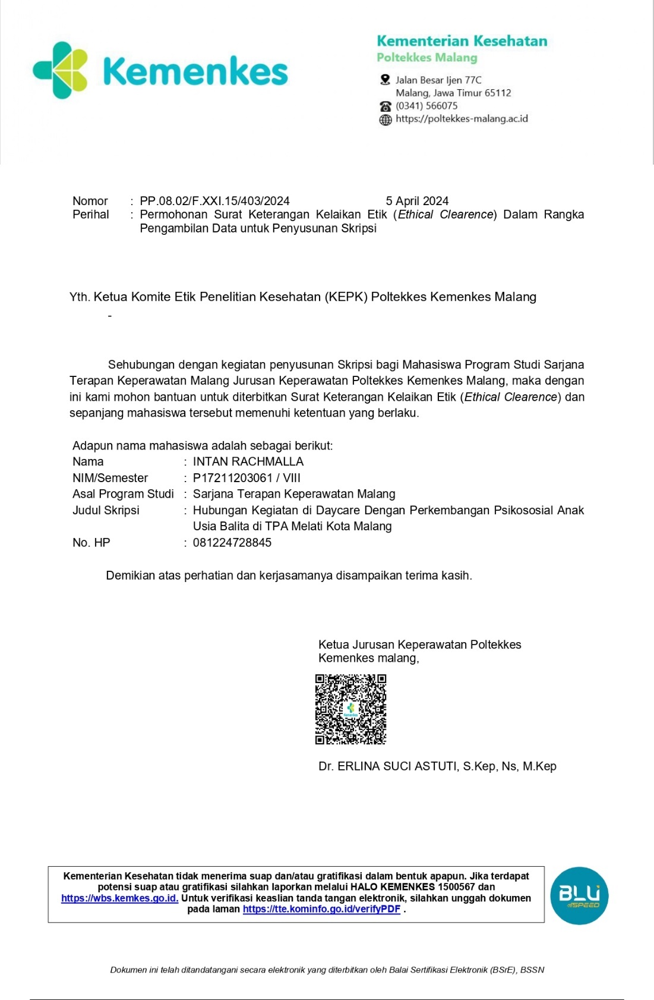 Kemenkes
Kementerian Kesehatan
Poltekkes Malang
Jalan Besar Ijen 77C
Malang, Jawa Timur 65112
(0341) 566075
https://poltekkes-malang.ac.id
Nomor : PP.08.02/F.XXI.15/403/2024 5 April 2024
Perihal : Permohonan Surat Keterangan Kelaikan Etik (Ethical Clearence) Dalam Rangka
Pengambilan Data untuk Penyusunan Skripsi
Yth. Ketua Komite Etik Penelitian Kesehatan (KEPK) Poltekkes Kemenkes Malang
-
Sehubungan dengan kegiatan penyusunan Skripsi bagi Mahasiswa Program Studi Sarjana
Terapan Keperawatan Malang Jurusan Keperawatan Poltekkes Kemenkes Malang, maka dengan
ini kami mohon bantuan untuk diterbitkan Surat Keterangan Kelaikan Etik (Ethical Clearence) dan
sepanjang mahasiswa tersebut memenuhi ketentuan yang berlaku.
Adapun nama mahasiswa adalah sebagai berikut:
Nama : INTAN RACHMALLA
NIM/Semester : P17211203061 / VIII
Asal Program Studi : Sarjana Terapan Keperawatan Malang
Judul Skripsi : Hubungan Kegiatan di Daycare Dengan Perkembangan Psikososial Anak
Usia Balita di TPA Melati Kota Malang
No. HP : 081224728845
Demikian atas perhatian dan kerjasamanya disampaikan terima kasih.
Ketua Jurusan Keperawatan Poltekkes
Kemenkes malang,
Kemenkes
Dr. ERLINA SUCI ASTUTI, S.Kep, Ns, M.Kep
Kementerian Kesehatan tidak menerima suap dan/atau gratifikasi dalam bentuk apapun. Jika terdapat
potensi suap atau gratifikasi silahkan laporkan melalui HALO KEMENKES 1500567 dan
https://wbs.kemkes.go.id. Untuk verifikasi keaslian tanda tangan elektronik, silahkan unggah dokumen
pada laman https://tte.kominfo.go.id/verifyPDF .
BLU
SPEED
Dokumen ini telah ditandatangani secara elektronik yang diterbitkan oleh Balai Sertifikasi Elektronik (BSrE), BSSN